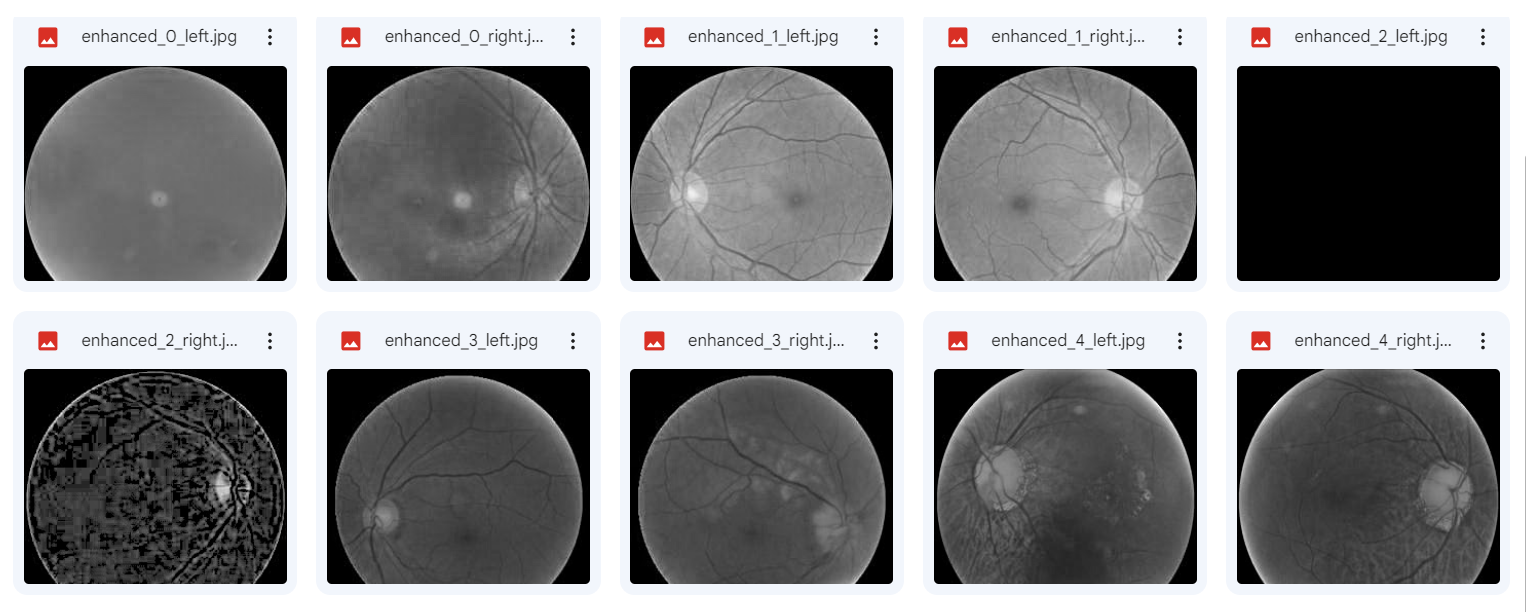 enhanced_0_left.jpg
enhanced_0_right.j...
enhanced_1_left.jpg
enhanced_1_right.j...
enhanced_2_left.jpg
enhanced_2_right.j...
enhanced_3_left.jpg
enhanced_3_right.j...
enhanced_4_left.jpg
enhanced_4_right.j...